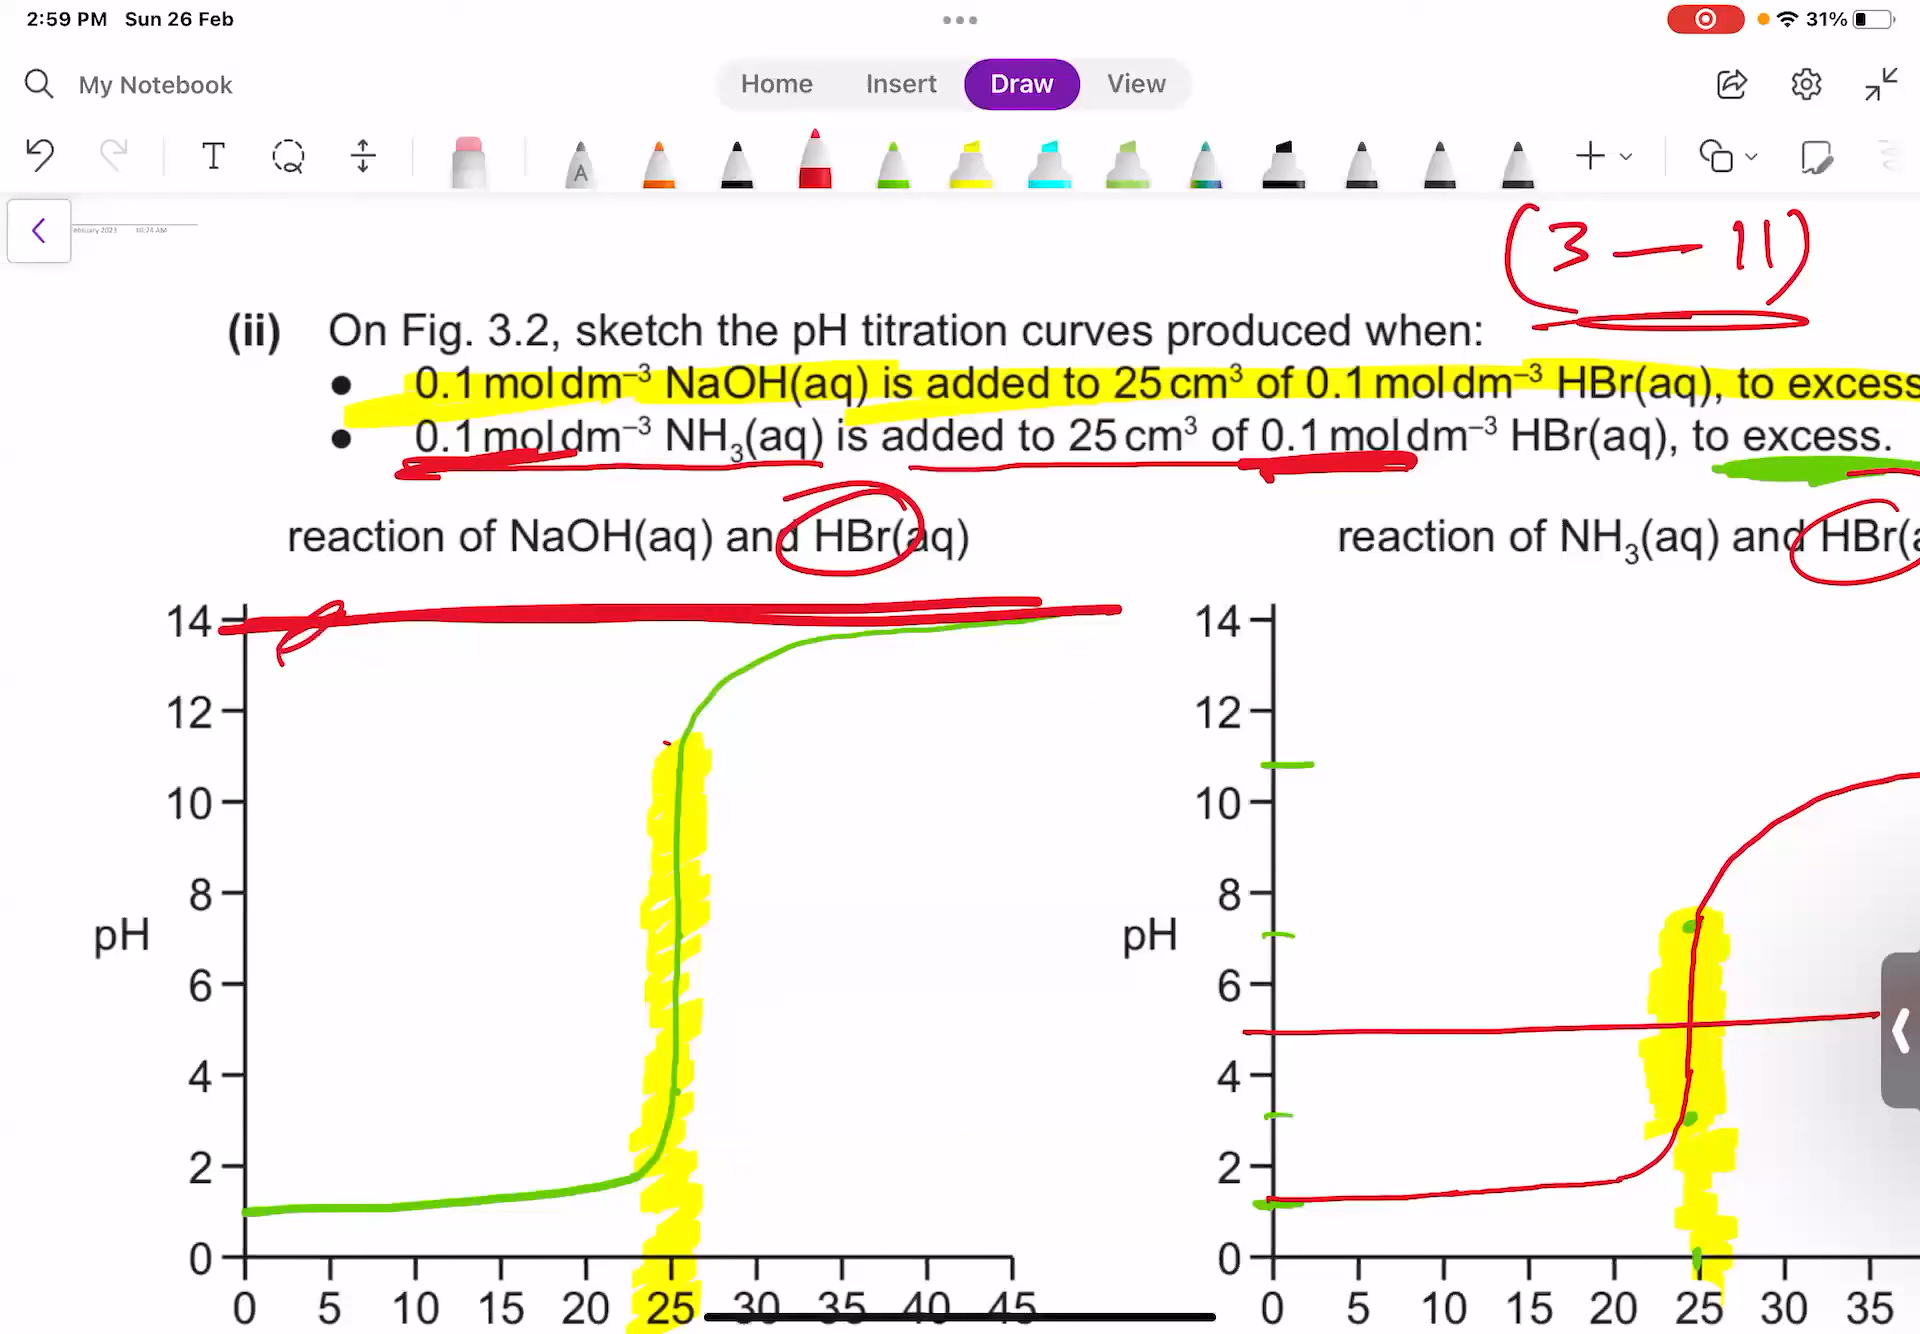 2:59 PM Sun 26 Feb
31%
My Notebook
Home Insert Draw View
T
A
10:24 AM
(3 — 11)
(ii) On Fig. 3.2, sketch the pH titration curves produced when:
● 0.1 mol dm⁻³ NaOH(aq) is added to 25 cm³ of 0.1 mol dm⁻³ HBr(aq), to excess
● 0.1 mol dm⁻³ NH₃(aq) is added to 25 cm³ of 0.1 mol dm⁻³ HBr(aq), to excess.
reaction of NaOH(aq) and HBr(aq)
14
12
10
8
pH
6
4
2
0
0 5 10 15 20 25 30 35 40 45
reaction of NH₃(aq) and HBr(a
14
12
10
8
pH
6
4
2
0
0 5 10 15 20 25 30 35